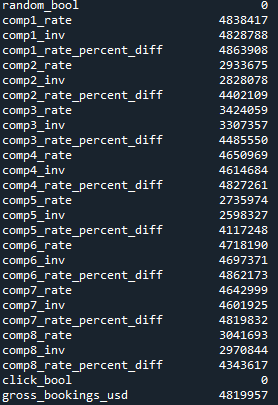 random_bool 0
comp1_rate 4838417
comp1_inv 4828788
comp1_rate_percent_diff 4863908
comp2_rate 2933675
comp2_inv 2828078
comp2_rate_percent_diff 4402109
comp3_rate 3424059
comp3_inv 3307357
comp3_rate_percent_diff 4485550
comp4_rate 4650969
comp4_inv 4614684
comp4_rate_percent_diff 4827261
comp5_rate 2735974
comp5_inv 2598327
comp5_rate_percent_diff 4117248
comp6_rate 4718190
comp6_inv 4697371
comp6_rate_percent_diff 4862173
comp7_rate 4642999
comp7_inv 4601925
comp7_rate_percent_diff 4819832
comp8_rate 3041693
comp8_inv 2970844
comp8_rate_percent_diff 4343617
click_bool 0
gross_bookings_usd 4819957